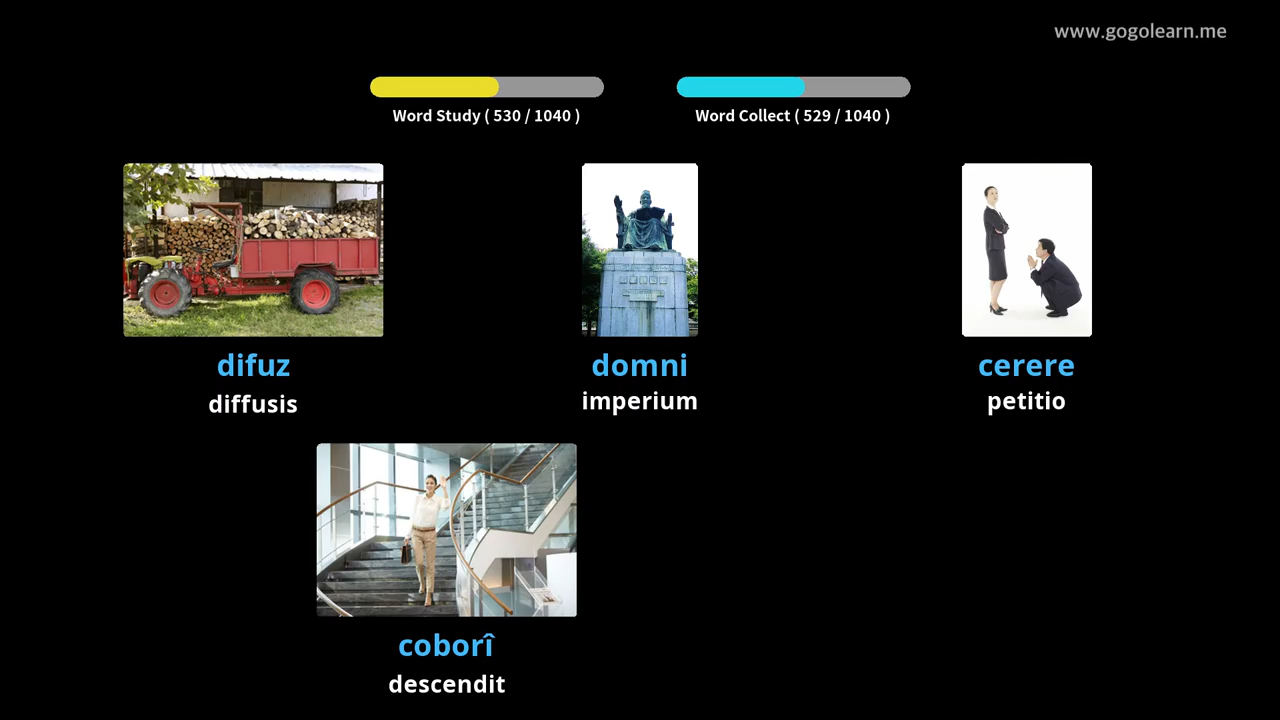 www.gogolearn.me
Word Study ( 530 / 1040 )
Word Collect ( 529 / 1040 )
difuz
diffusis
domni
imperium
cerere
petitio
coborî
descendit